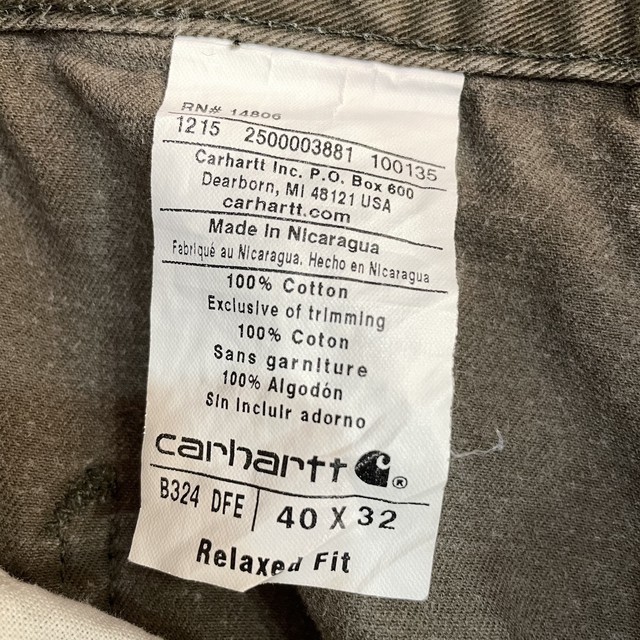 RN# 14806
1215 2500003881 100135
Carhartt Inc. P.O. Box 600
Dearborn, MI 48121 USA
carhartt.com
Made in Nicaragua
Fabriqué au Nicaragua. Hecho en Nicaragua
100% Cotton
Exclusive of trimming
100% Coton
Sans garniture
100% Algodón
Sin incluir adorno
carhartt ®
B324 DFE | 40 X 32
Relaxed Fit